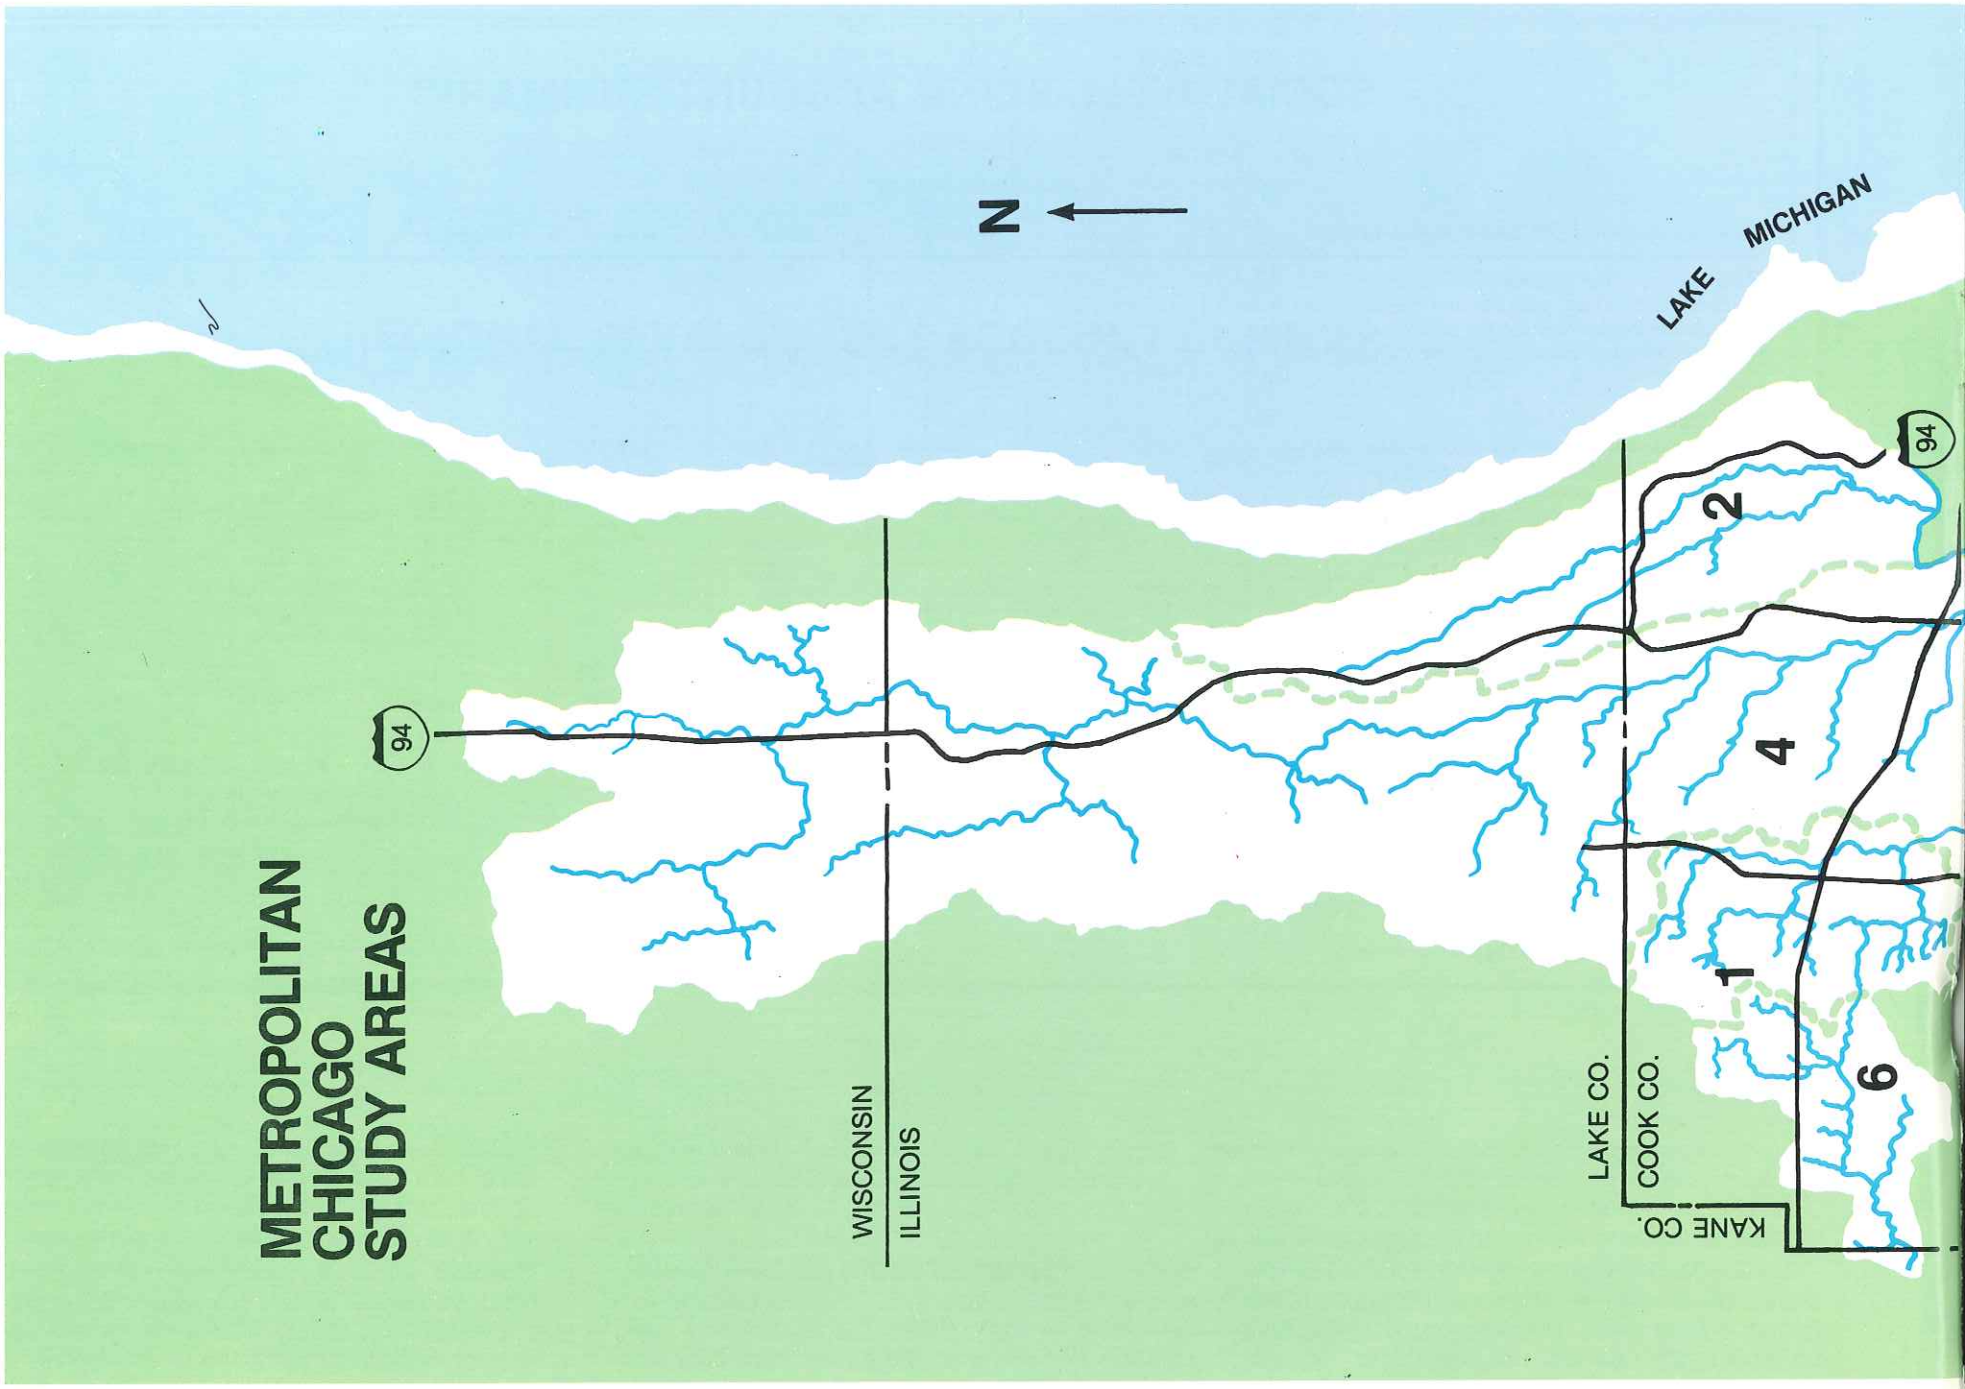 METROPOLITAN
CHICAGO
STUDY AREAS
94
N
WISCONSIN
ILLINOIS
LAKE MICHIGAN
LAKE CO.
COOK CO.
KANE CO.
94
2
4
1
6